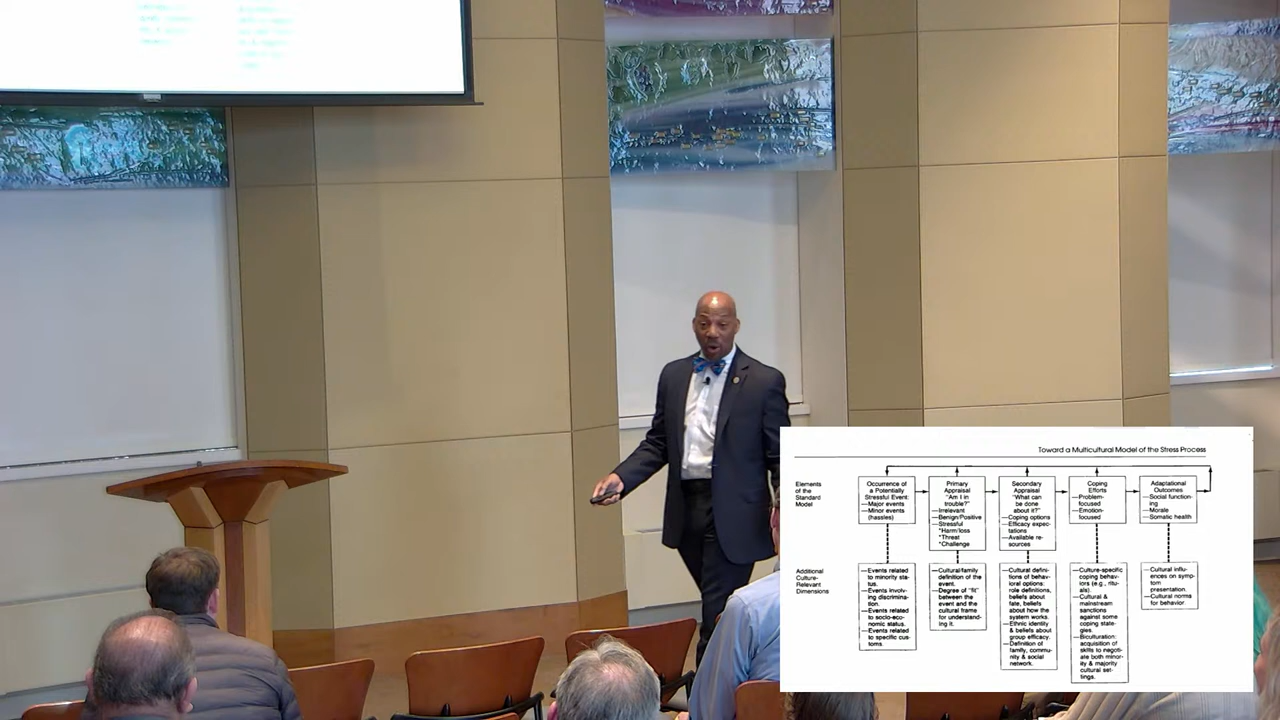 Toward a Multicultural Model of the Stress Process
Elements
of the
Standard
Model
Occurrence of
a Potentially
Stressful Event:
—Major events
—Minor events
(hassles)
Primary
Appraisal
"Am I in
trouble?"
—Irrelevant
—Benign/Positive
—Stressful
*Harm/loss
*Threat
*Challenge
Secondary
Appraisal
"What can
be done
about it?"
—Coping options
—Efficacy expec-
tations
—Available re-
sources
Coping
Efforts
—Problem-
focused
—Emotion-
focused
Adaptational
Outcomes
—Social function-
ing
—Morale
—Somatic health
Additional
Culture-
Relevant
Dimensions
—Events related
to minority sta-
tus.
—Events involv-
ing discrimina-
tion.
—Events related
to socio-eco-
nomic status.
—Events related
to specific cus-
toms.
—Cultural/family
definition of the
event.
—Degree of "fit"
between the
event and the
cultural frame
for understand-
ing it.
—Cultural defini-
tions of behav-
ioral options:
role definitions,
beliefs about
fate, beliefs
about how the
system works.
—Ethnic identity
& beliefs about
group efficacy.
—Definition of
family, commu-
nity & social
network.
—Culture-specific
coping behav-
iors (e.g., ritu-
als).
—Cultural &
mainstream
sanctions
against some
coping strate-
gies.
—Biculturation:
acquisition of
skills to negoti-
ate both minor-
ity & majority
cultural set-
tings.
—Cultural influ-
ences on symp-
tom
presentation.
—Cultural norms
for behavior.